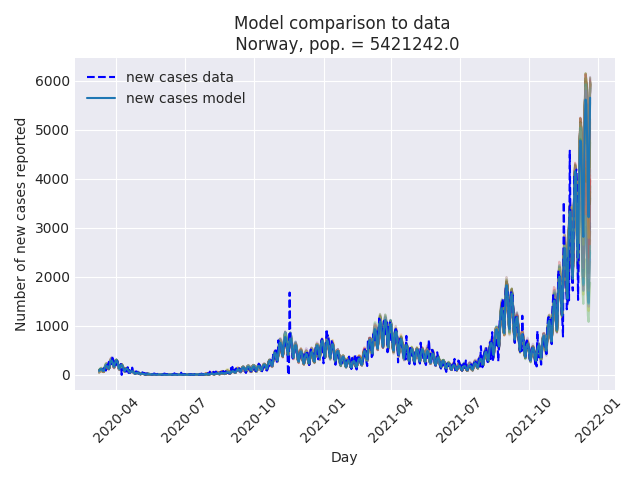 Model comparison to data
Norway, pop. = 5421242.0
new cases data
new cases model
Number of new cases reported
6000
5000
4000
3000
2000
1000
0
2020-04
2020-07
2020-10
2021-01
2021-04
2021-07
2021-10
2022-01
Day